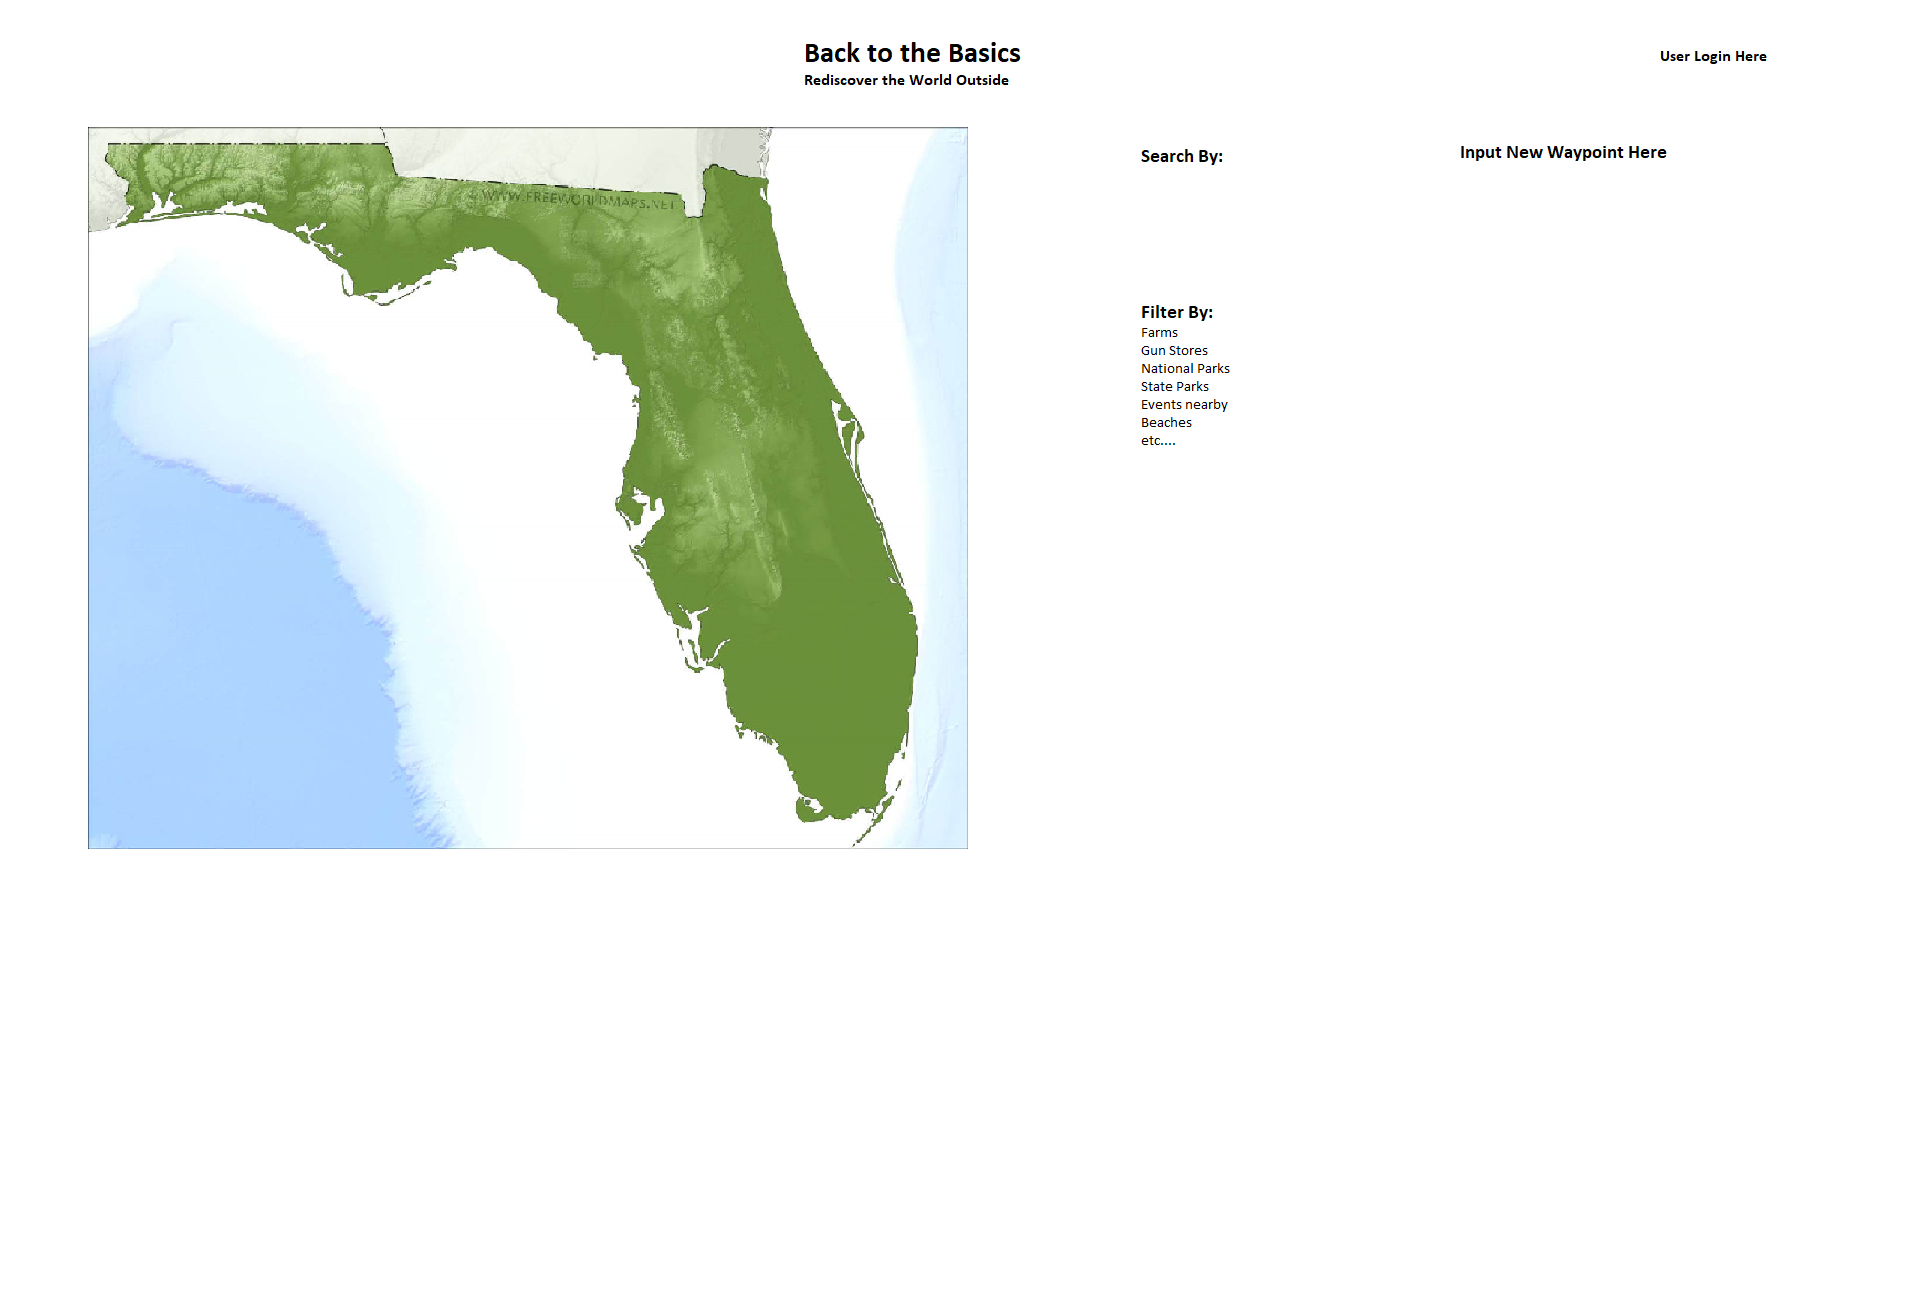 Back to the Basics
Rediscover the World Outside
User Login Here
WWW.FREEWORLDMAPS.NET
Search By:
Input New Waypoint Here
Filter By:
Farms
Gun Stores
National Parks
State Parks
Events nearby
Beaches
etc....